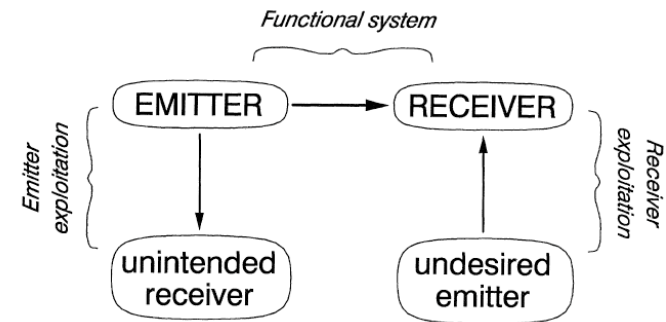 Functional system
EMITTER
RECEIVER
Emitter
exploitation
Receiver
exploitation
unintended
receiver
undesired
emitter